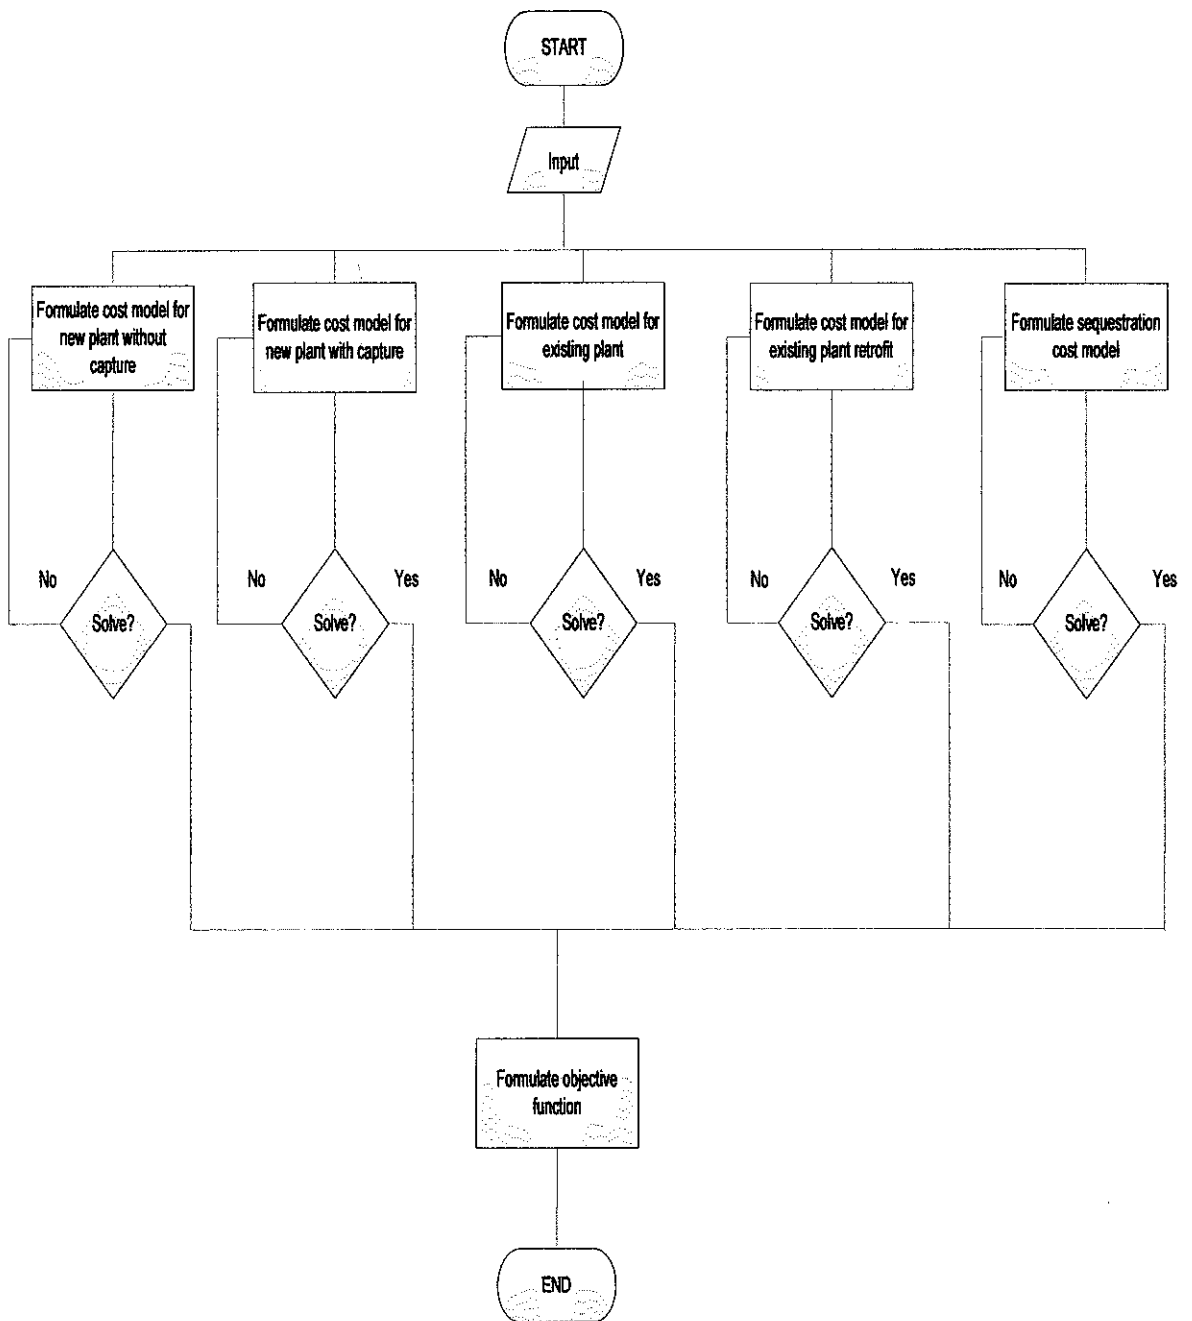 START
Input
Formulate cost model for
new plant without
capture
Formulate cost model for
new plant with capture
Formulate cost model for
existing plant
Formulate cost model for
existing plant retrofit
Formulate sequestration
cost model
No
No
Yes
No
Yes
No
Yes
No
Yes
Solve?
Solve?
Solve?
Solve?
Solve?
Formulate objective
function
END